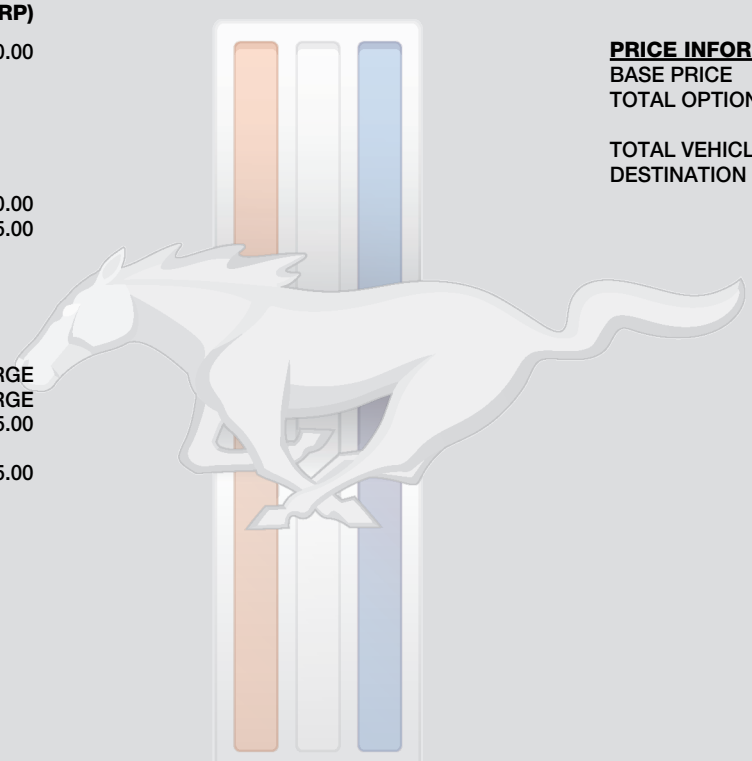 RP)
0.00
0.00
5.00
RGE
RGE
5.00
5.00
PRICE INFOR
BASE PRICE
TOTAL OPTION
TOTAL VEHICL
DESTINATION